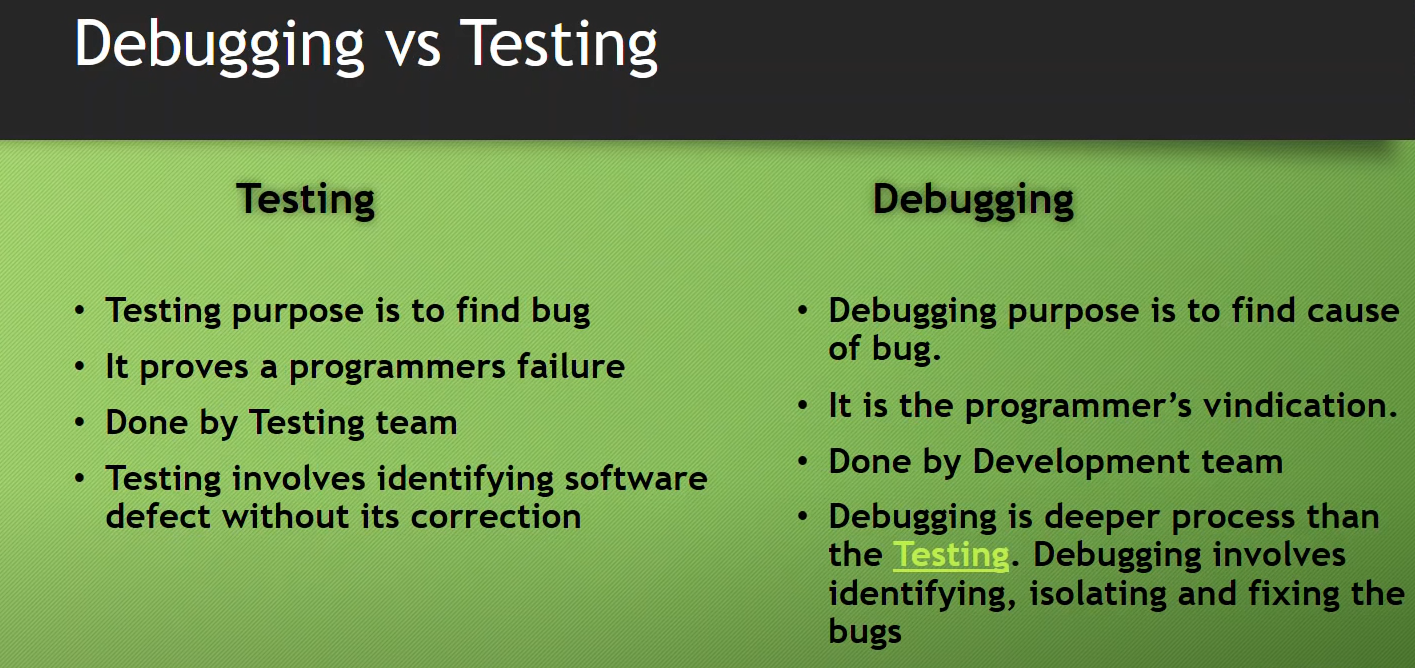 Debugging vs Testing
Testing
• Testing purpose is to find bug
• It proves a programmers failure
• Done by Testing team
• Testing involves identifying software
defect without its correction
Debugging
• Debugging purpose is to find cause
of bug.
• It is the programmer’s vindication.
• Done by Development team
• Debugging is deeper process than
the Testing. Debugging involves
identifying, isolating and fixing the
bugs